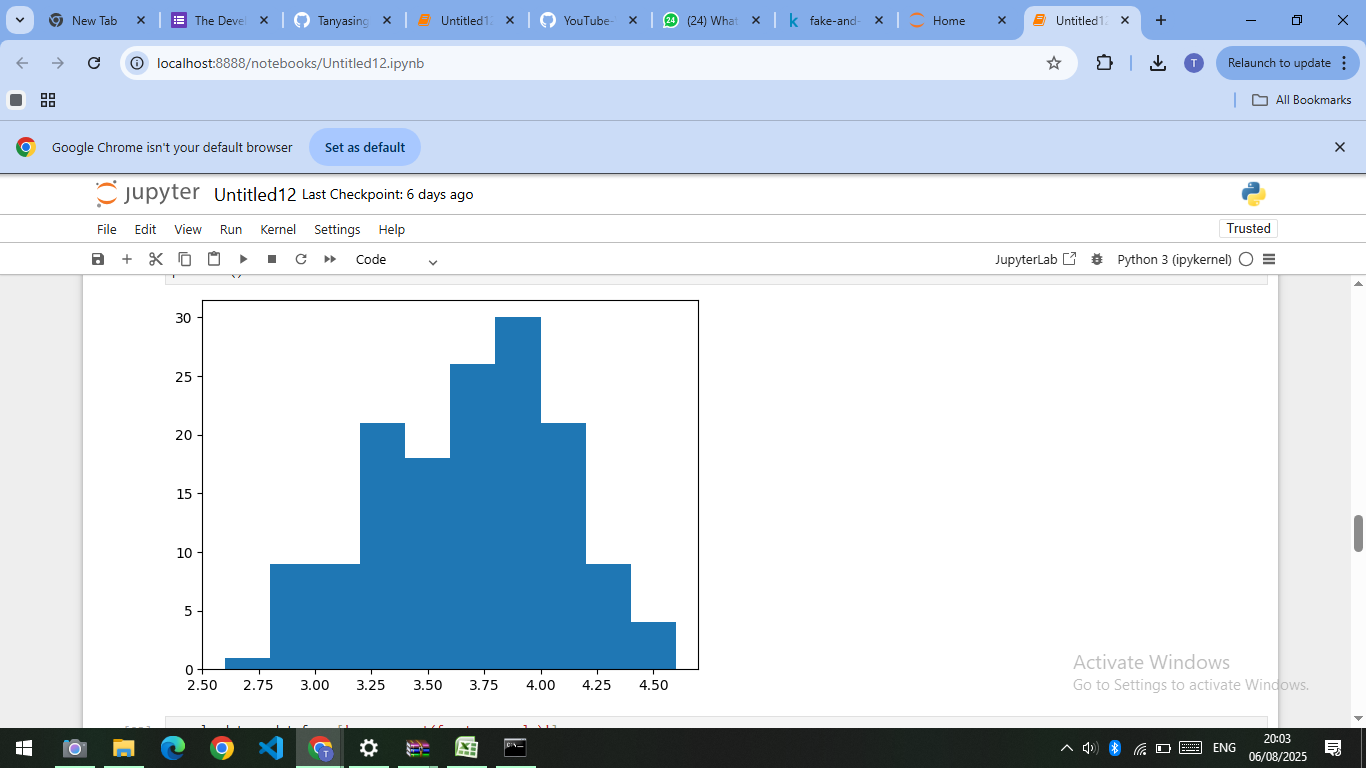 New Tab
The Devel
Tanyasing
Untitled12
YouTube-
(24) What
fake-and-
Home
Untitled12
localhost:8888/notebooks/Untitled12.ipynb
T
Relaunch to update
All Bookmarks
Google Chrome isn't your default browser
Set as default
jupyter Untitled12 Last Checkpoint: 6 days ago
File Edit View Run Kernel Settings Help
Trusted
Code
JupyterLab
Python 3 (ipykernel)
30
25
20
15
10
5
0
2.50 2.75 3.00 3.25 3.50 3.75 4.00 4.25 4.50
Activate Windows
Go to Settings to activate Windows.
ENG
20:03
06/08/2025